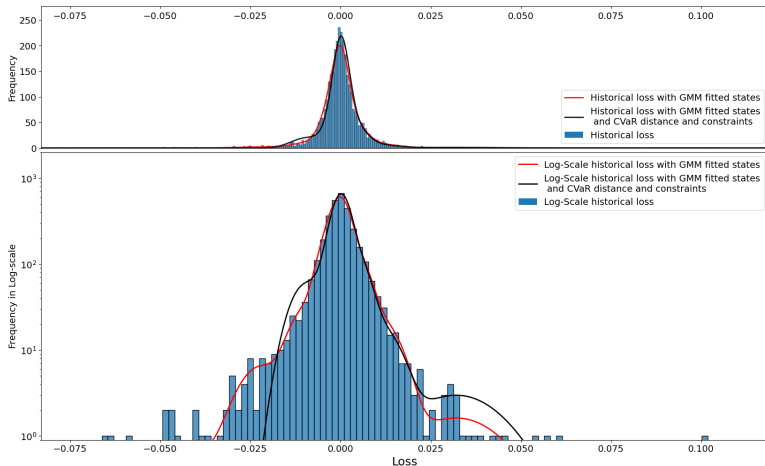 −0.075 −0.050 −0.025 0.000 0.025 0.050 0.100
250
200
150
100
50
0
Frequency
Historical loss with GMM fitted states
Historical loss with GMM fitted states
and CVaR distance and constraints
Historical loss
10³
10²
10¹
10⁰
Frequency in Log-scale
Log-Scale historical loss with GMM fitted states
Log-Scale historical loss with GMM fitted states
and CVaR distance and constraints
Log-Scale historical loss
−0.075 −0.050 −0.025 0.000 0.025 0.050 0.075 0.100
Loss